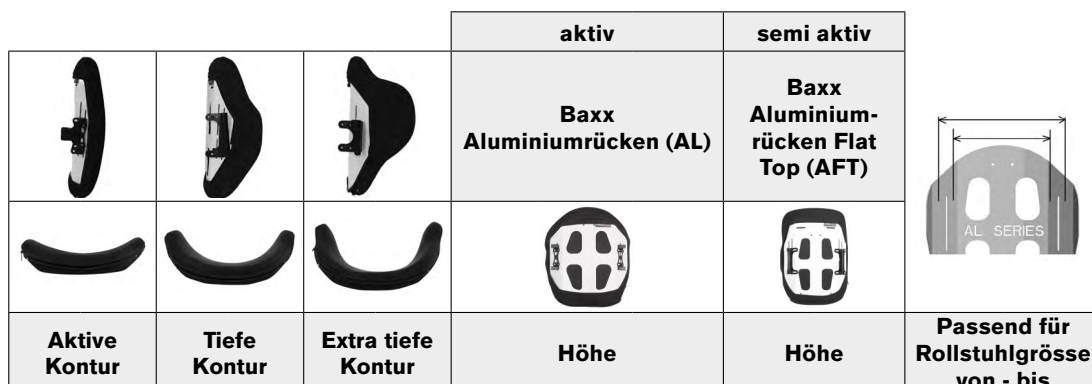 aktiv
semi aktiv
Baxx
Aluminiumrücken (AL)
Baxx
Aluminium-
rücken Flat
Top (AFT)
AL SERIES
Aktive
Kontur
Tiefe
Kontur
Extra tiefe
Kontur
Höhe
Höhe
Passend für
Rollstuhlgrösse
von - bis